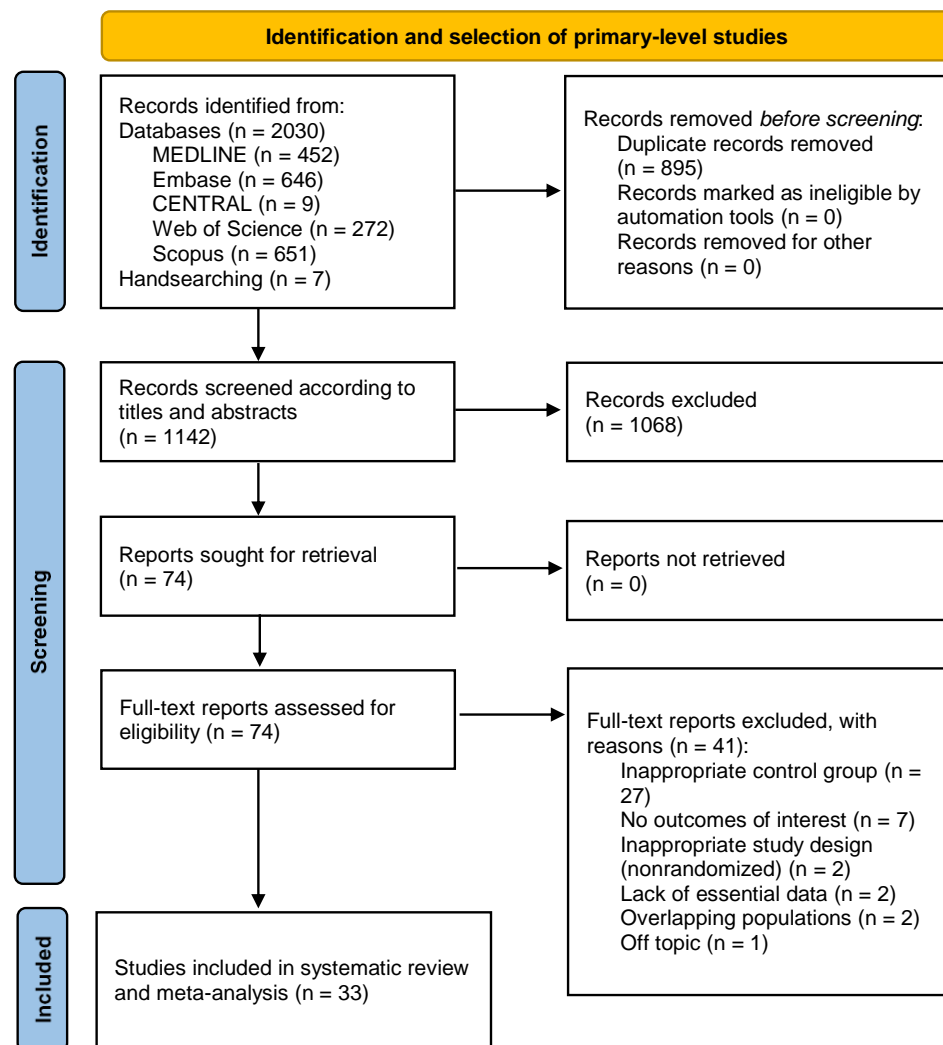 Identification and selection of primary-level studies
Identification
Records identified from:
Databases (n = 2030)
MEDLINE (n = 452)
Embase (n = 646)
CENTRAL (n = 9)
Web of Science (n = 272)
Scopus (n = 651)
Handsearching (n = 7)
Records removed before screening:
Duplicate records removed
(n = 895)
Records marked as ineligible by
automation tools (n = 0)
Records removed for other
reasons (n = 0)
Screening
Records screened according to
titles and abstracts
(n = 1142)
Records excluded
(n = 1068)
Reports sought for retrieval
(n = 74)
Reports not retrieved
(n = 0)
Full-text reports assessed for
eligibility (n = 74)
Full-text reports excluded, with
reasons (n = 41):
Inappropriate control group (n =
27)
No outcomes of interest (n = 7)
Inappropriate study design
(nonrandomized) (n = 2)
Lack of essential data (n = 2)
Overlapping populations (n = 2)
Off topic (n = 1)
Included
Studies included in systematic review
and meta-analysis (n = 33)